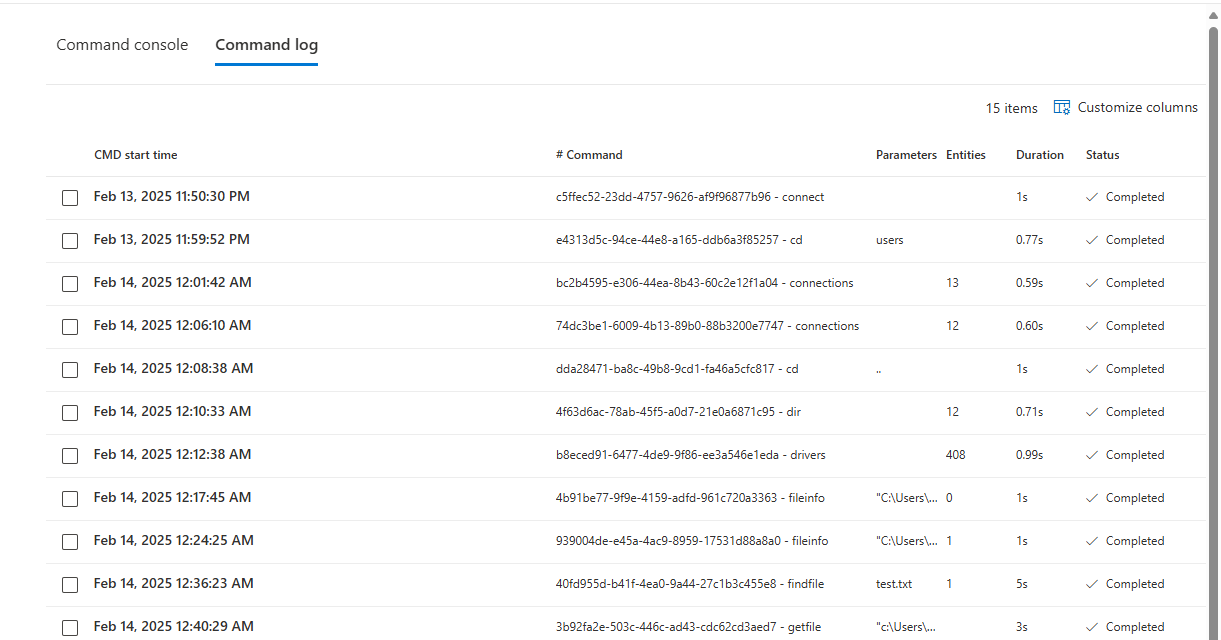 Command console Command log
15 items Customize columns
CMD start time # Command Parameters Entities Duration Status
Feb 13, 2025 11:50:30 PM c5ffec52-23dd-4757-9626-af9f96877b96 - connect 1s Completed
Feb 13, 2025 11:59:52 PM e4313d5c-94ce-44e8-a165-ddb6a3f85257 - cd users 0.77s Completed
Feb 14, 2025 12:01:42 AM bc2b4595-e306-44ea-8b43-60c2e12f1a04 - connections 13 0.59s Completed
Feb 14, 2025 12:06:10 AM 74dc3be1-6009-4b13-89b0-88b3200e7747 - connections 12 0.60s Completed
Feb 14, 2025 12:08:38 AM dda28471-ba8c-49b8-9cd1-fa46a5cfc817 - cd .. 1s Completed
Feb 14, 2025 12:10:33 AM 4f63d6ac-78ab-45f5-a0d7-21e0a6871c95 - dir 12 0.71s Completed
Feb 14, 2025 12:12:38 AM b8eced91-6477-4de9-9f86-ee3a546e1eda - drivers 408 0.99s Completed
Feb 14, 2025 12:17:45 AM 4b91be77-9f9e-4159-adfd-961c720a3363 - fileinfo "C:\Users\... 0 1s Completed
Feb 14, 2025 12:24:25 AM 939004de-e45a-4ac9-8959-17531d88a8a0 - fileinfo "C:\Users\... 1 1s Completed
Feb 14, 2025 12:36:23 AM 40fd955d-b41f-4ea0-9a44-27c1b3c455e8 - findfile test.txt 1 5s Completed
Feb 14, 2025 12:40:29 AM 3b92fa2e-503c-446c-ad43-cdc62cd3aed7 - getfile "c:\Users\... 3s Completed